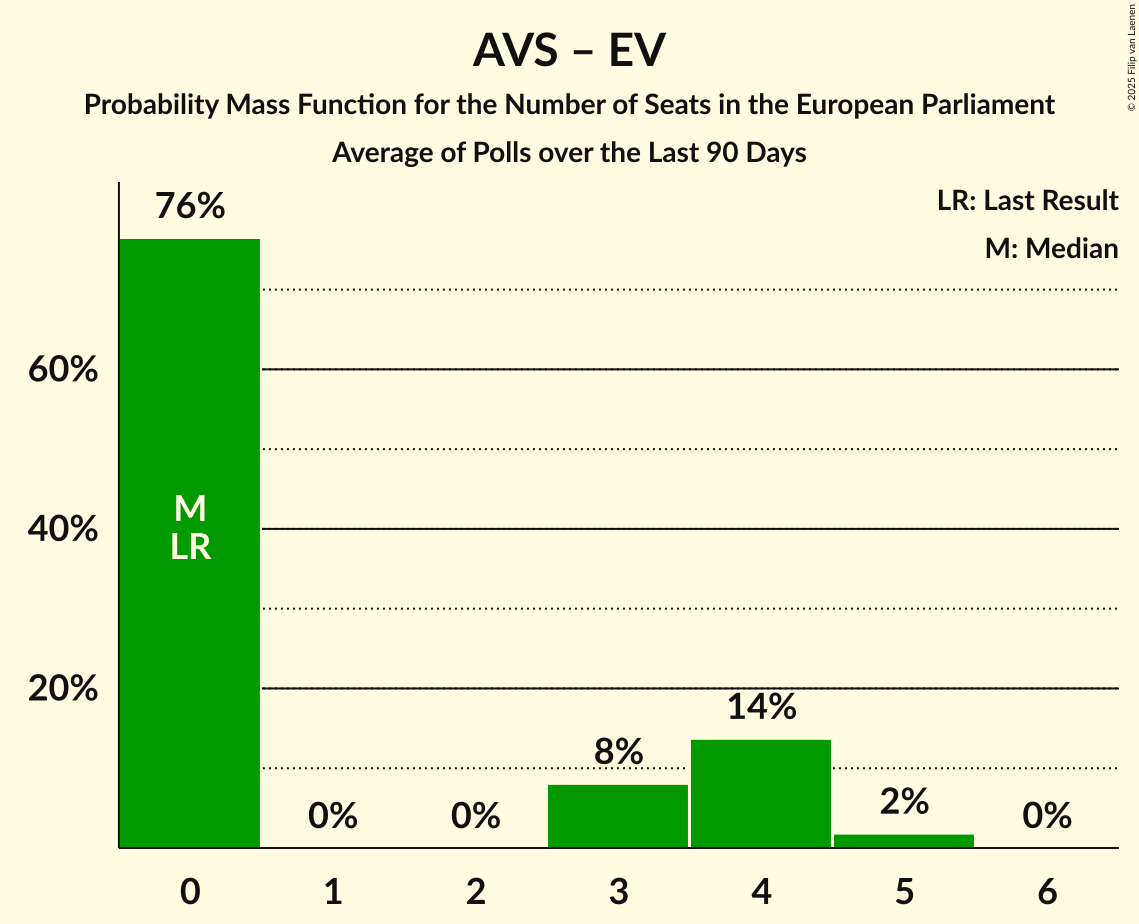 AVS – EV
Probability Mass Function for the Number of Seats in the European Parliament
Average of Polls over the Last 90 Days
© 2025 Filip van Laenen
LR: Last Result
M: Median
76%
60%
40%
20%
M
LR
0%
0%
8%
14%
2%
0%
0
1
2
3
4
5
6